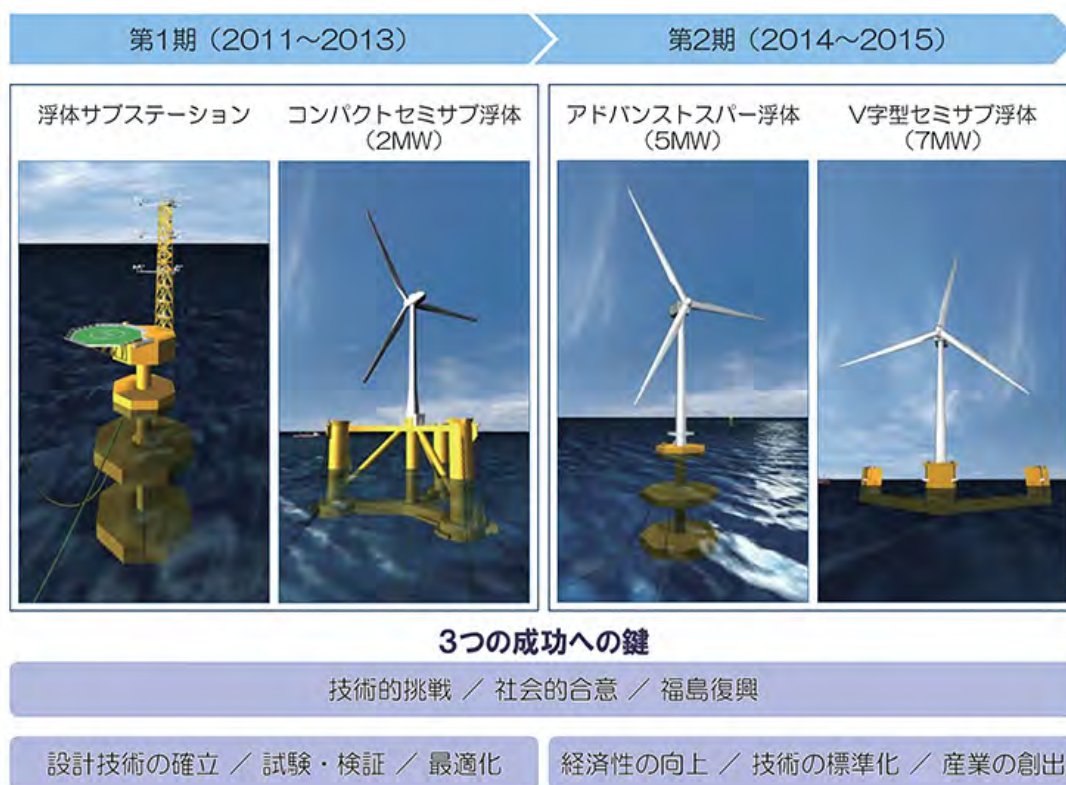 第1期（2011～2013）
第2期（2014～2015）
浮体サブステーション
コンパクトセミサブ浮体
（2MW）
アドバンストスパー浮体
（5MW）
V字型セミサブ浮体
（7MW）
3つの成功への鍵
技術的挑戦 ／ 社会的合意 ／ 福島復興
設計技術の確立 ／ 試験・検証 ／ 最適化
経済性の向上 ／ 技術の標準化 ／ 産業の創出